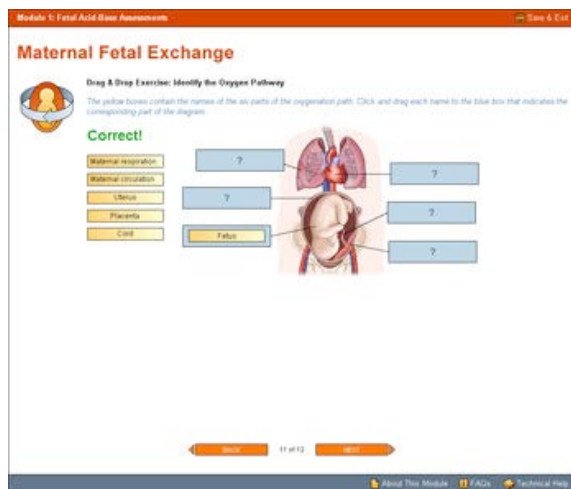 Module 1: Fetal Acid-Base Assessments
Save & Exit
Maternal Fetal Exchange
Drag & Drop Exercise: Identify the Oxygen Pathway
The yellow boxes contain the names of the six parts of the oxygenation path. Click and drag each name to the blue box that indicates the
corresponding part of the diagram.
Correct!
Maternal respiration
Maternal circulation
Uterus
Placenta
Cord
?
?
?
?
?
Fetus
BACK
11 of 12
NEXT
About This Module
FAQs
Technical Help